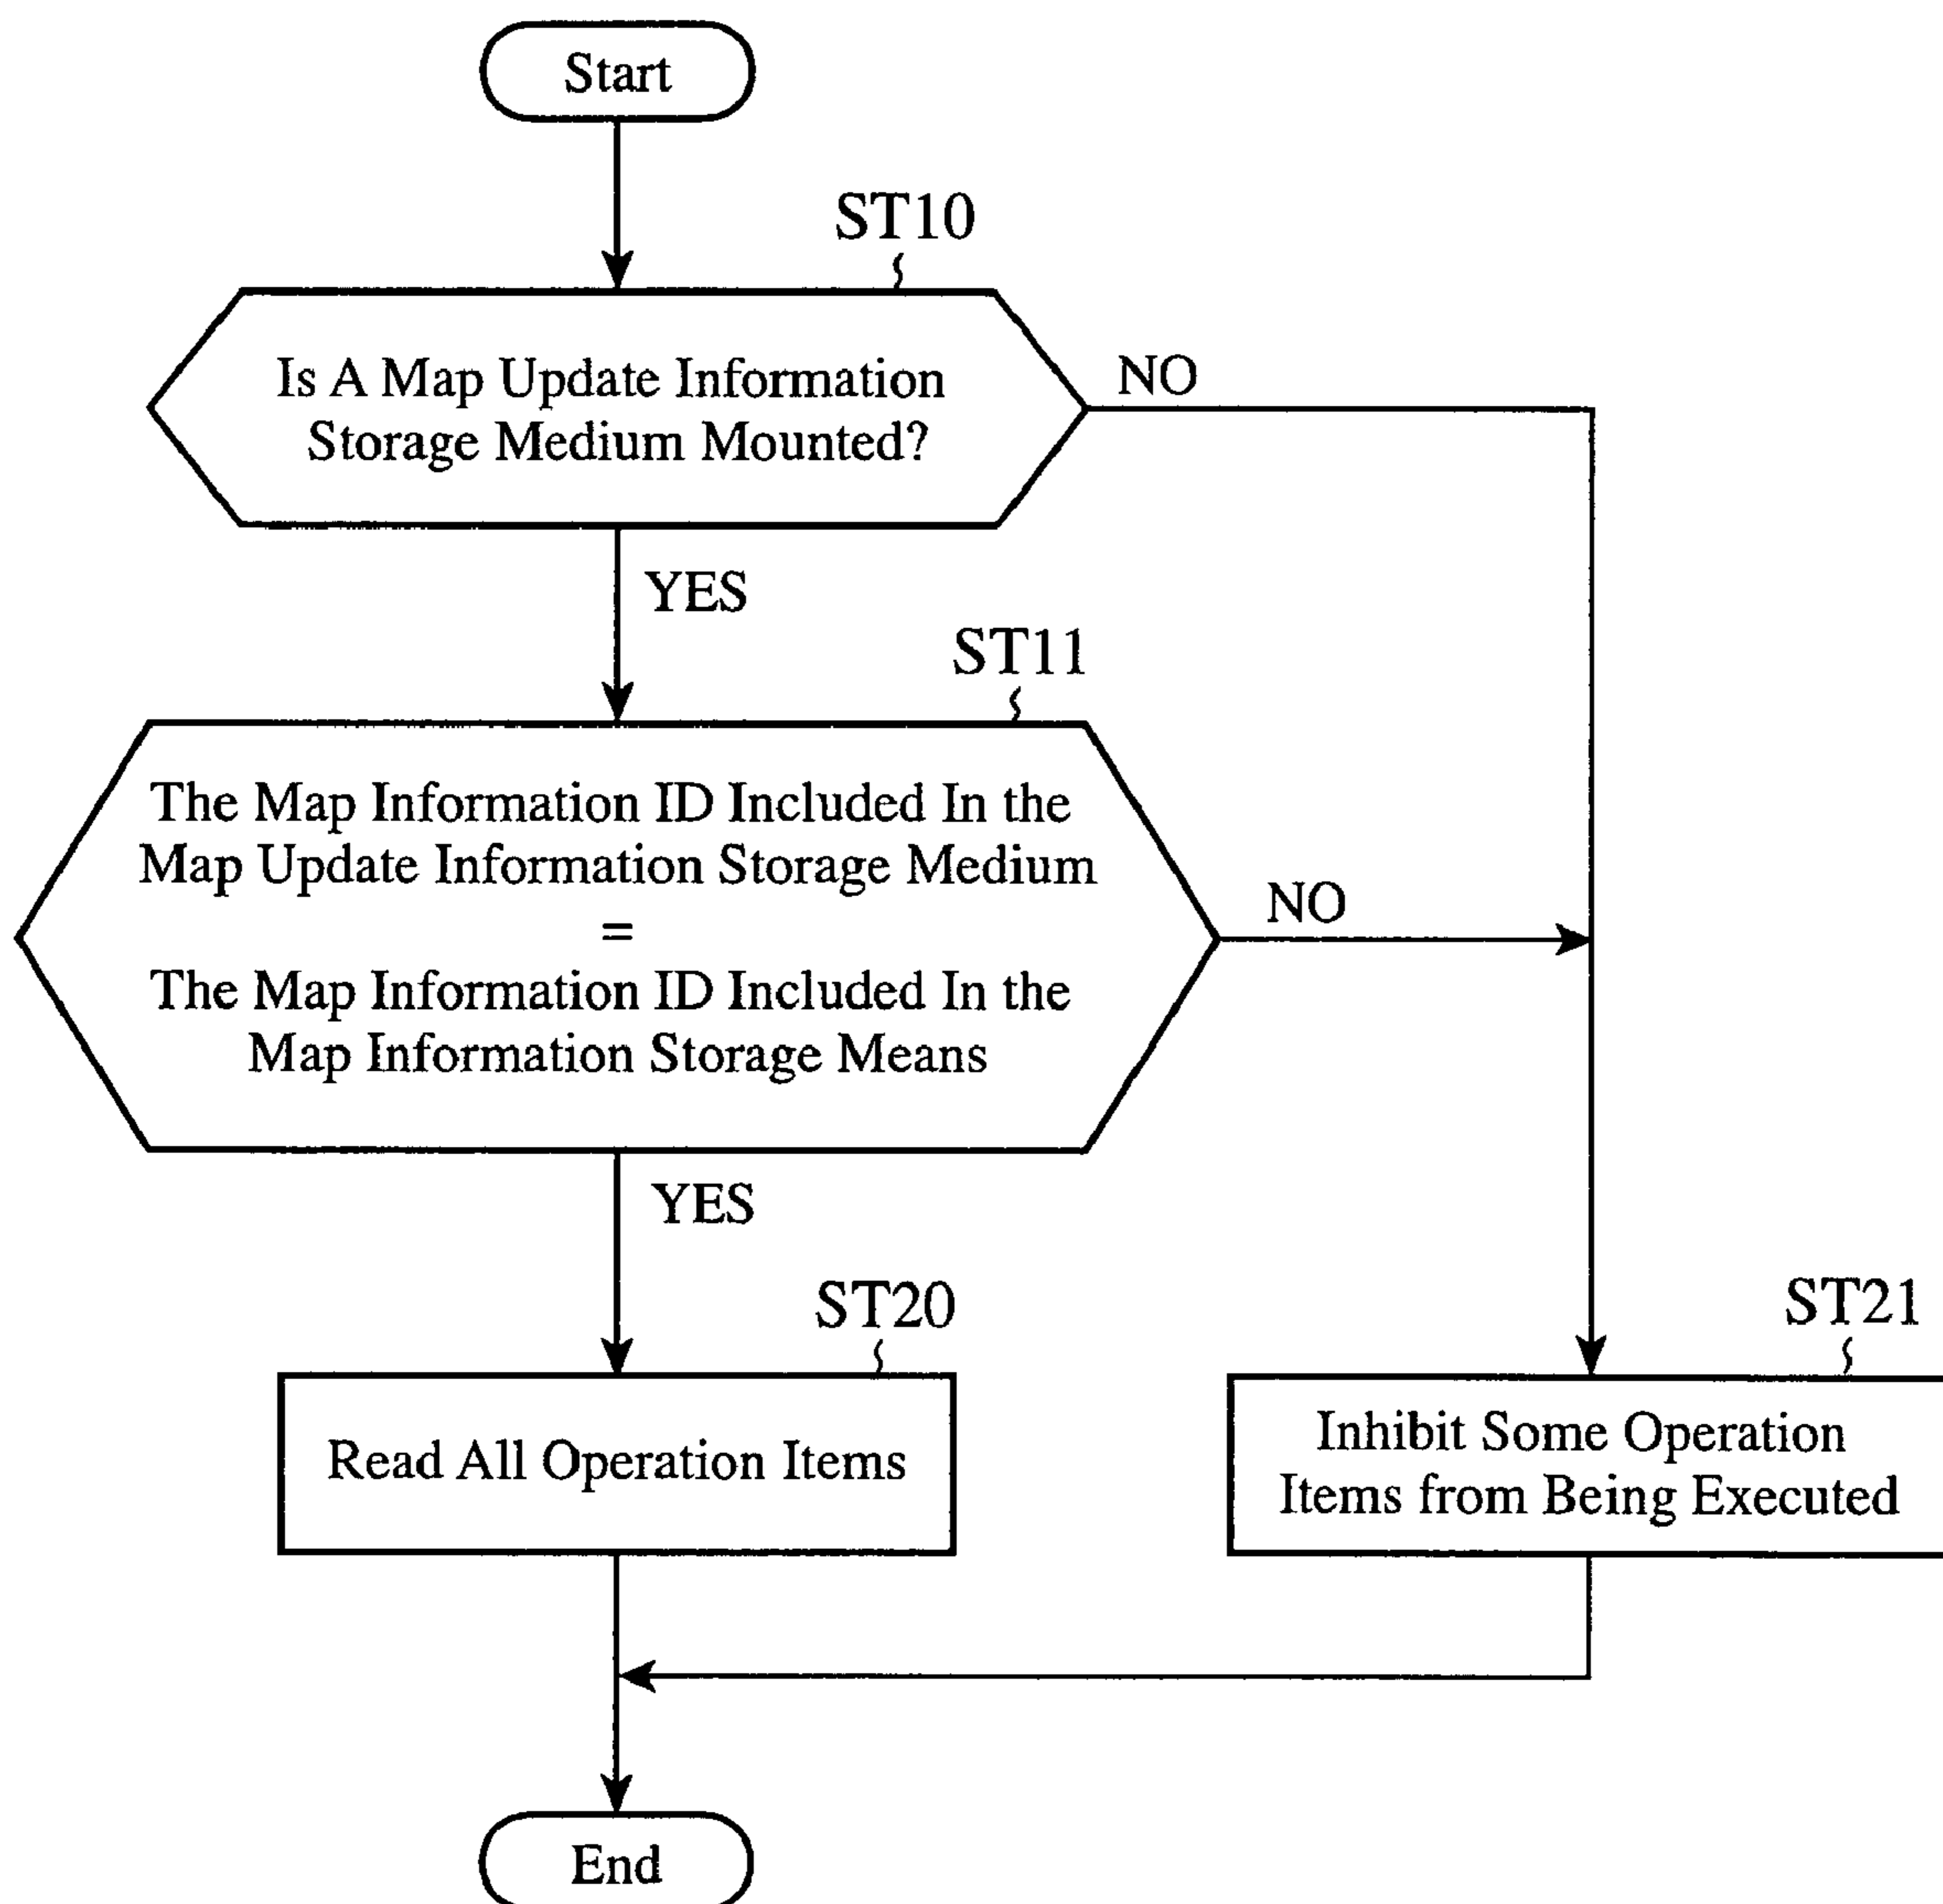 Start
ST10
Is A Map Update Information
Storage Medium Mounted?
NO
YES
ST11
The Map Information ID Included In the
Map Update Information Storage Medium
=
The Map Information ID Included In the
Map Information Storage Means
NO
YES
ST20
ST21
Read All Operation Items
Inhibit Some Operation
Items from Being Executed
End